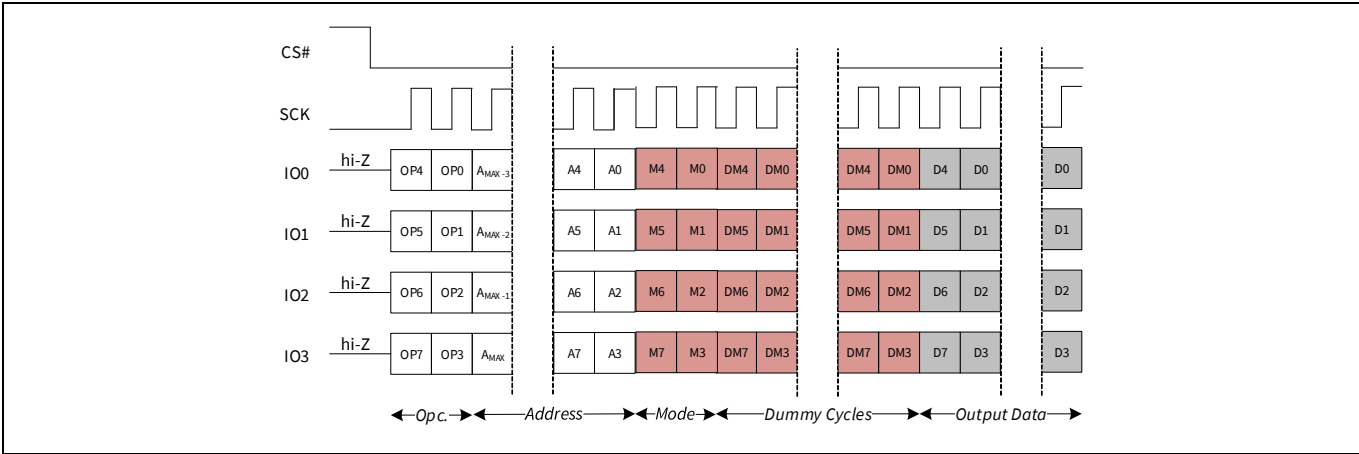 CS#
SCK
IO0 hi-Z OP4 OP0 AMAX -3 A4 A0 M4 M0 DM4 DM0 DM4 DM0 D4 D0 D0
IO1 hi-Z OP5 OP1 AMAX -2 A5 A1 M5 M1 DM5 DM1 DM5 DM1 D5 D1 D1
IO2 hi-Z OP6 OP2 AMAX -1 A6 A2 M6 M2 DM6 DM2 DM6 DM2 D6 D2 D2
IO3 hi-Z OP7 OP3 AMAX A7 A3 M7 M3 DM7 DM3 DM7 DM3 D7 D3 D3
Opc. Address Mode Dummy Cycles Output Data